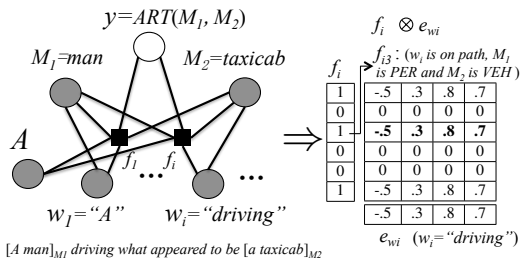 y=ART(M1, M2)
M1=man
M2=taxicab
A
f1
fi
...
...
w1="A"
wi="driving"
[A man]M1 driving what appeared to be [a taxicab]M2
⇒
fi ⊗ ewi
fi3: (wi is on path, M1
is PER and M2 is VEH)
fi
1 -.5 .3 .8 .7
0 0 0 0 0
1 -.5 .3 .8 .7
0 0 0 0 0
0 0 0 0 0
1 -.5 .3 .8 .7
-.5 .3 .8 .7
ewi (wi="driving")